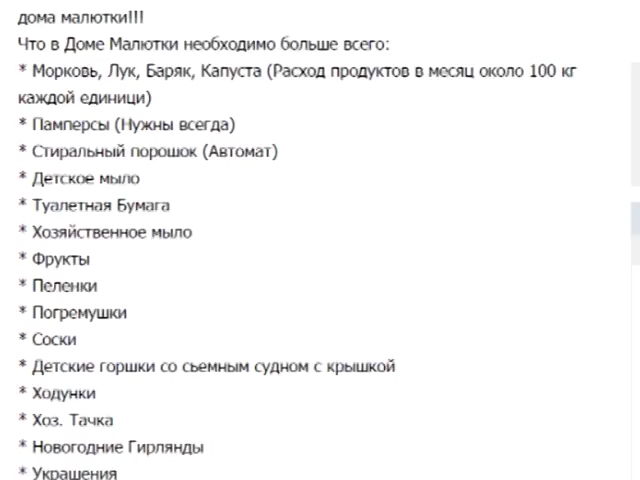 дома малютки!!!
Что в Доме Малютки необходимо больше всего:
* Морковь, Лук, Баряк, Капуста (Расход продуктов в месяц около 100 кг
каждой единици)
* Памперсы (Нужны всегда)
* Стиральный порошок (Автомат)
* Детское мыло
* Туалетная Бумага
* Хозяйственное мыло
* Фрукты
* Пеленки
* Погремушки
* Соски
* Детские горшки со сьемным судном с крышкой
* Ходунки
* Хоз. Тачка
* Новогодние Гирлянды
* Украшения